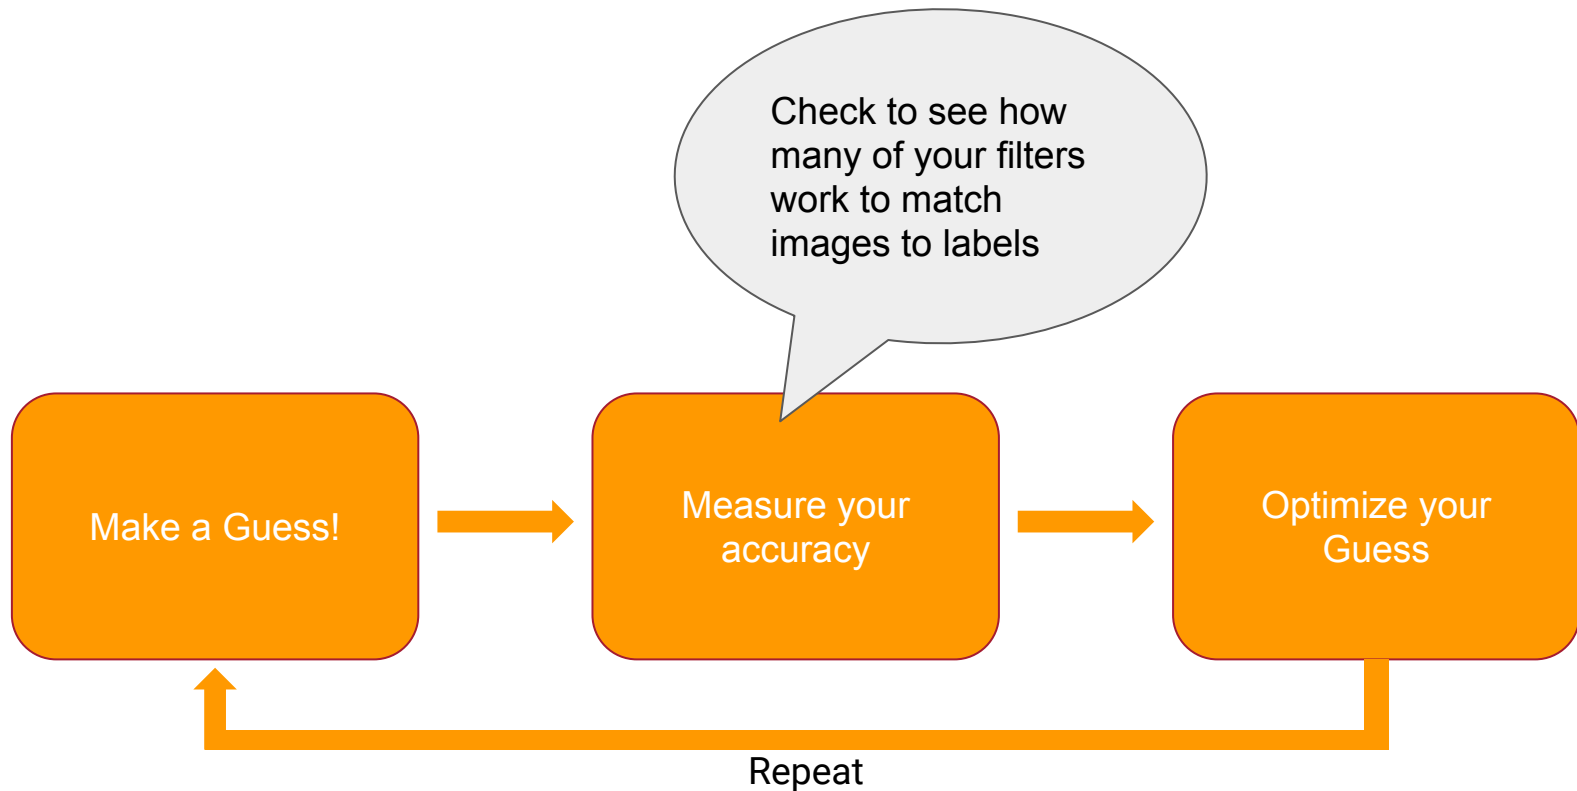 Check to see how
many of your filters
work to match
images to labels
Make a Guess!
Measure your
accuracy
Optimize your
Guess
Repeat